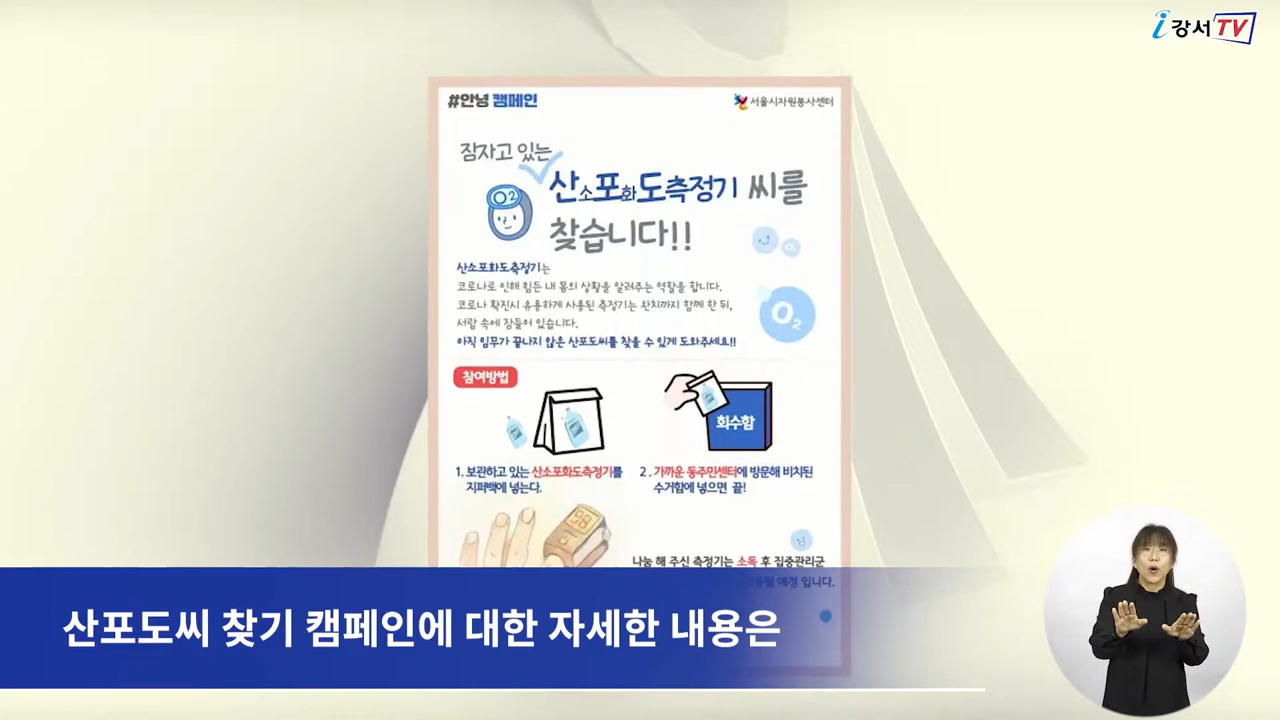 i강서TV
#안녕 캠페인
서울시자원봉사센터
잠자고 있는
산소포화도측정기 씨를
찾습니다!!
O2
O2
O2
산소포화도측정기는
코로나로 인해 힘든 내 몸의 상황을 알려주는 역할을 합니다.
코로나 확진시 유용하게 사용된 측정기는 완치까지 함께 한 뒤,
서랍 속에 잠들어 있습니다.
아직 임무가 끝나지 않은 산포도씨를 찾을 수 있게 도와주세요!!
참여방법
회수함
1. 보관하고 있는 산소포화도측정기를
지퍼백에 넣는다.
2. 가까운 동주민센터에 방문해 비치된
수거함에 넣으면 끝!
98
나눔 해 주신 측정기는 소독 후 집중관리군
예정 입니다.
산포도씨 찾기 캠페인에 대한 자세한 내용은